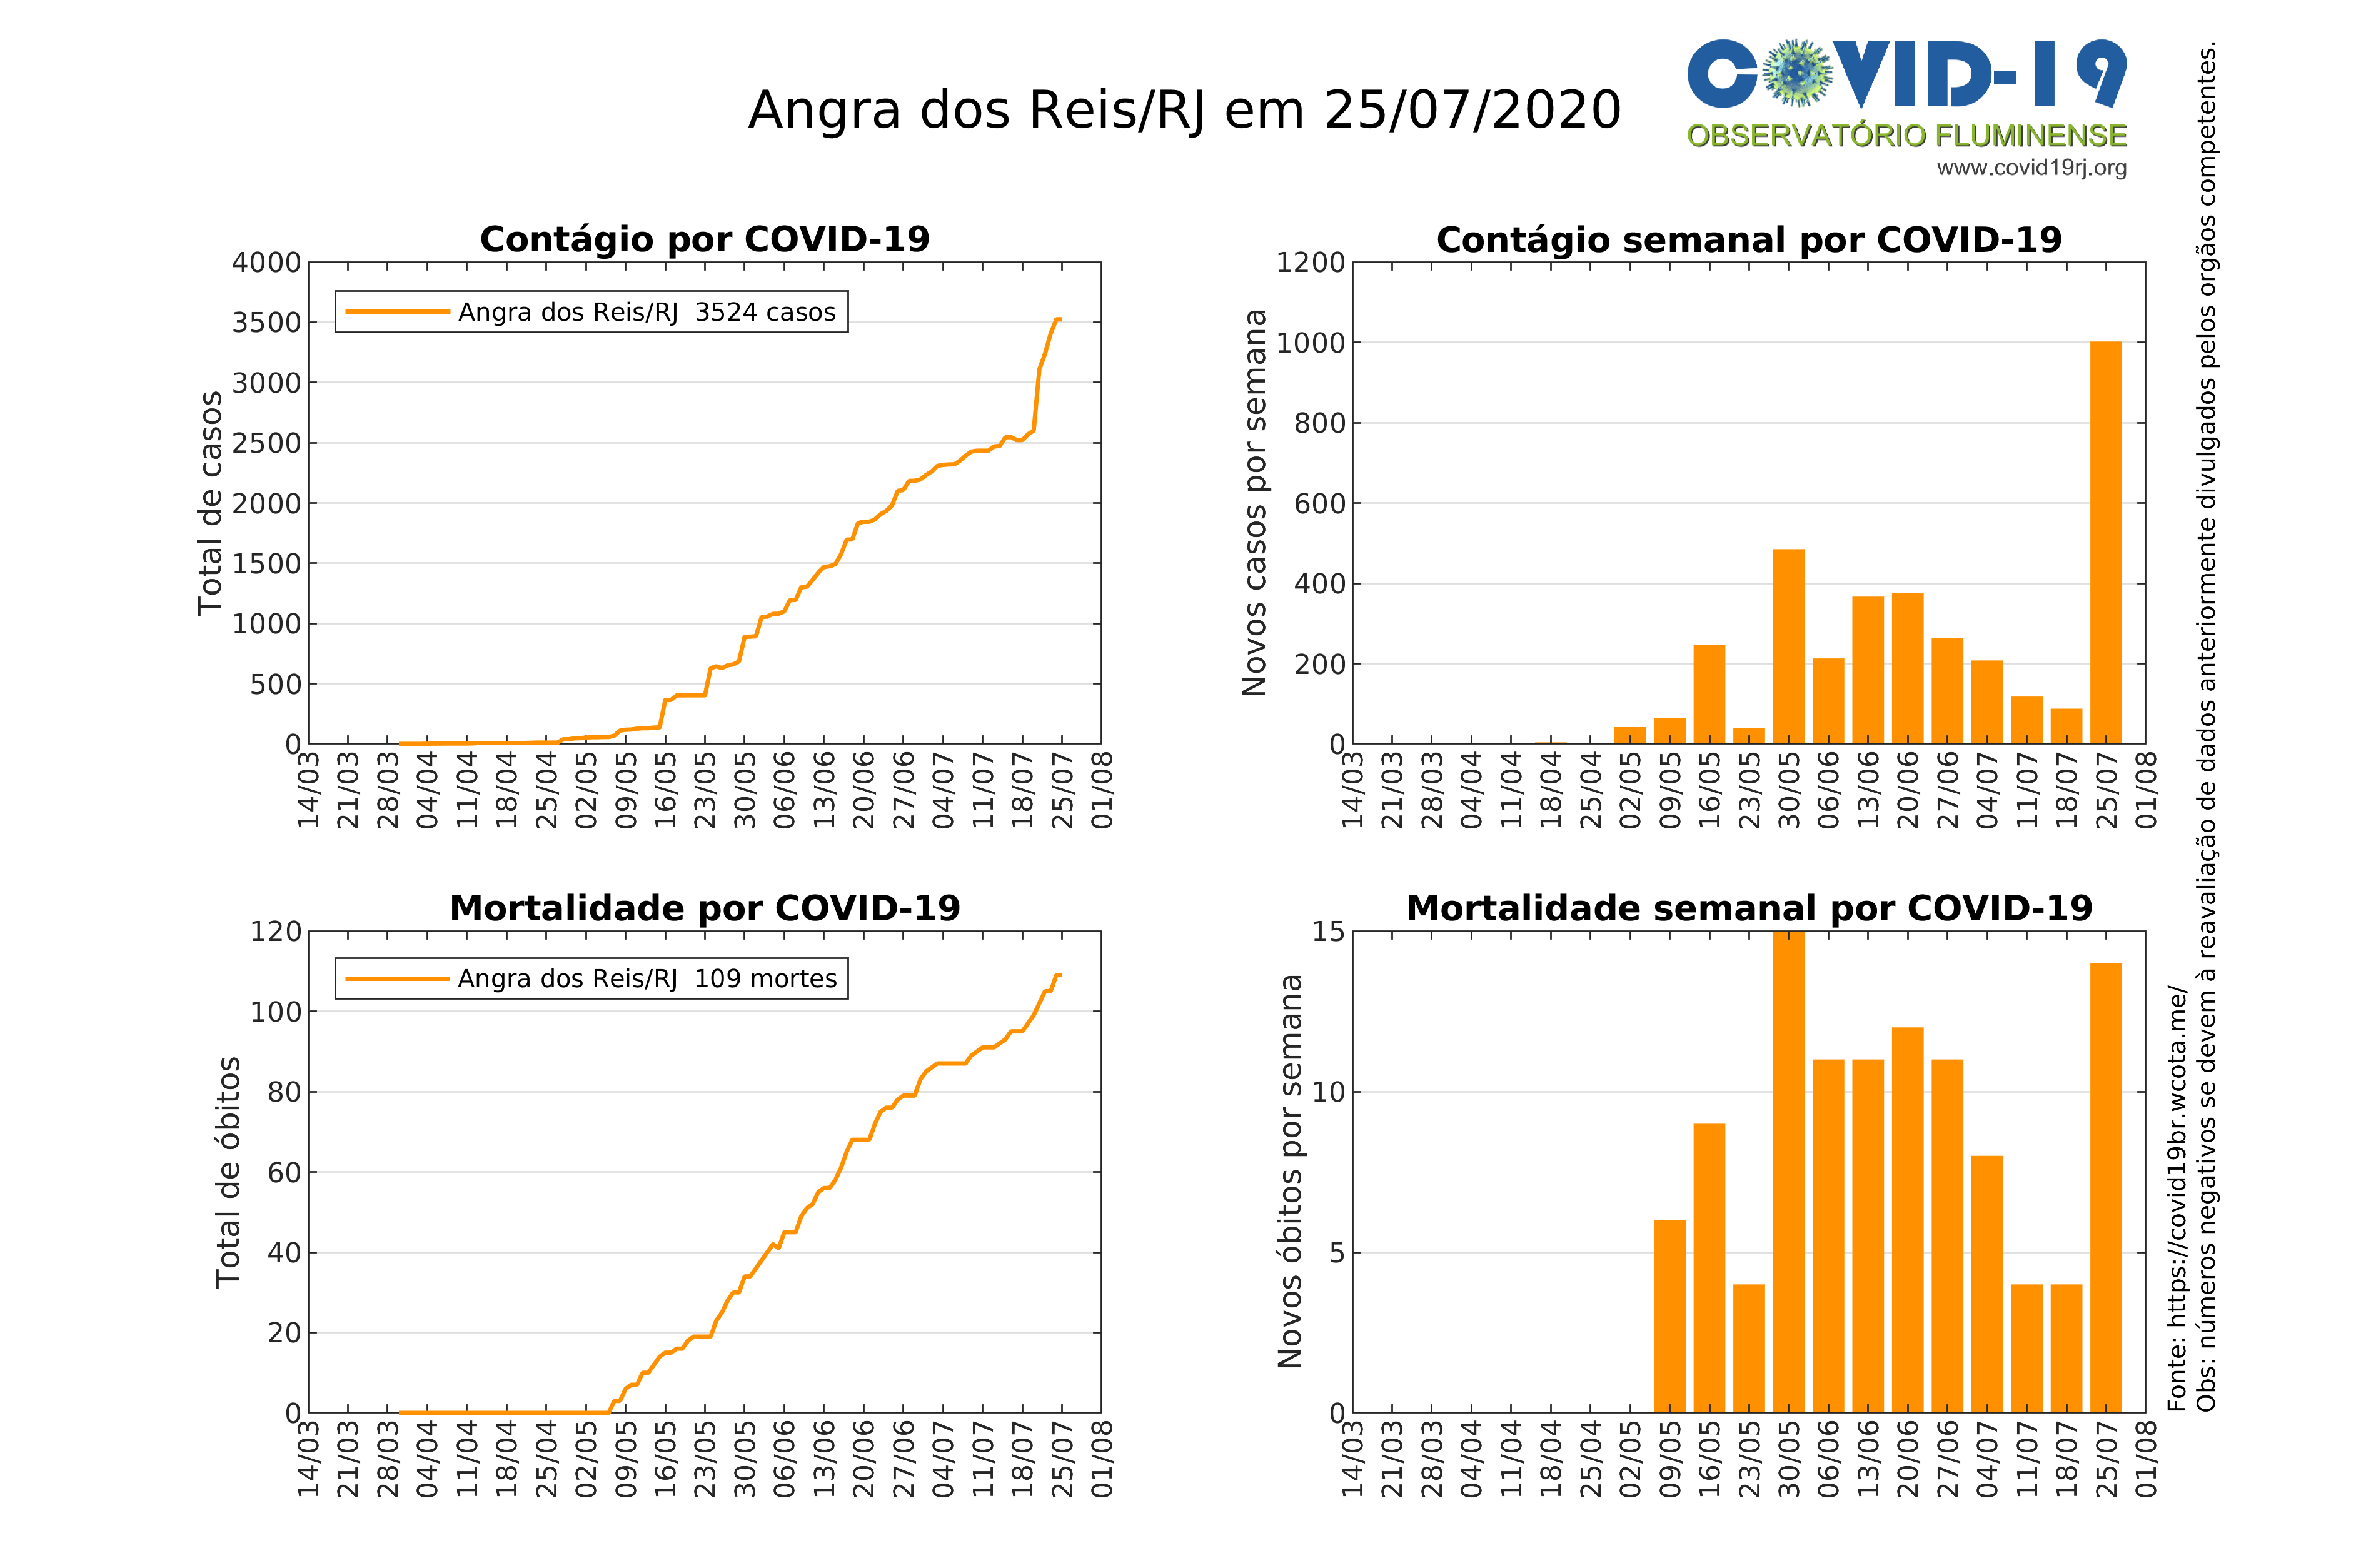 Angra dos Reis/RJ em 25/07/2020
COVID-19
OBSERVATÓRIO FLUMINENSE
www.covid19rj.org
Contágio por COVID-19
Total de casos
4000
3500
3000
2500
2000
1500
1000
500
0
Angra dos Reis/RJ 3524 casos
14/03 21/03 28/03 04/04 11/04 18/04 25/04 02/05 09/05 16/05 23/05 30/05 06/06 13/06 20/06 27/06 04/07 11/07 18/07 25/07 01/08
Contágio semanal por COVID-19
Novos casos por semana
1200
1000
800
600
400
200
0
14/03 21/03 28/03 04/04 11/04 18/04 25/04 02/05 09/05 16/05 23/05 30/05 06/06 13/06 20/06 27/06 04/07 11/07 18/07 25/07 01/08
Mortalidade por COVID-19
Total de óbitos
120
100
80
60
40
20
0
Angra dos Reis/RJ 109 mortes
14/03 21/03 28/03 04/04 11/04 18/04 25/04 02/05 09/05 16/05 23/05 30/05 06/06 13/06 20/06 27/06 04/07 11/07 18/07 25/07 01/08
Mortalidade semanal por COVID-19
Novos óbitos por semana
15
10
5
0
14/03 21/03 28/03 04/04 11/04 18/04 25/04 02/05 09/05 16/05 23/05 30/05 06/06 13/06 20/06 27/06 04/07 11/07 18/07 25/07 01/08
Fonte: https://covid19br.wcota.me/
Obs: números negativos se devem à reavaliação de dados anteriormente divulgados pelos orgãos competentes.